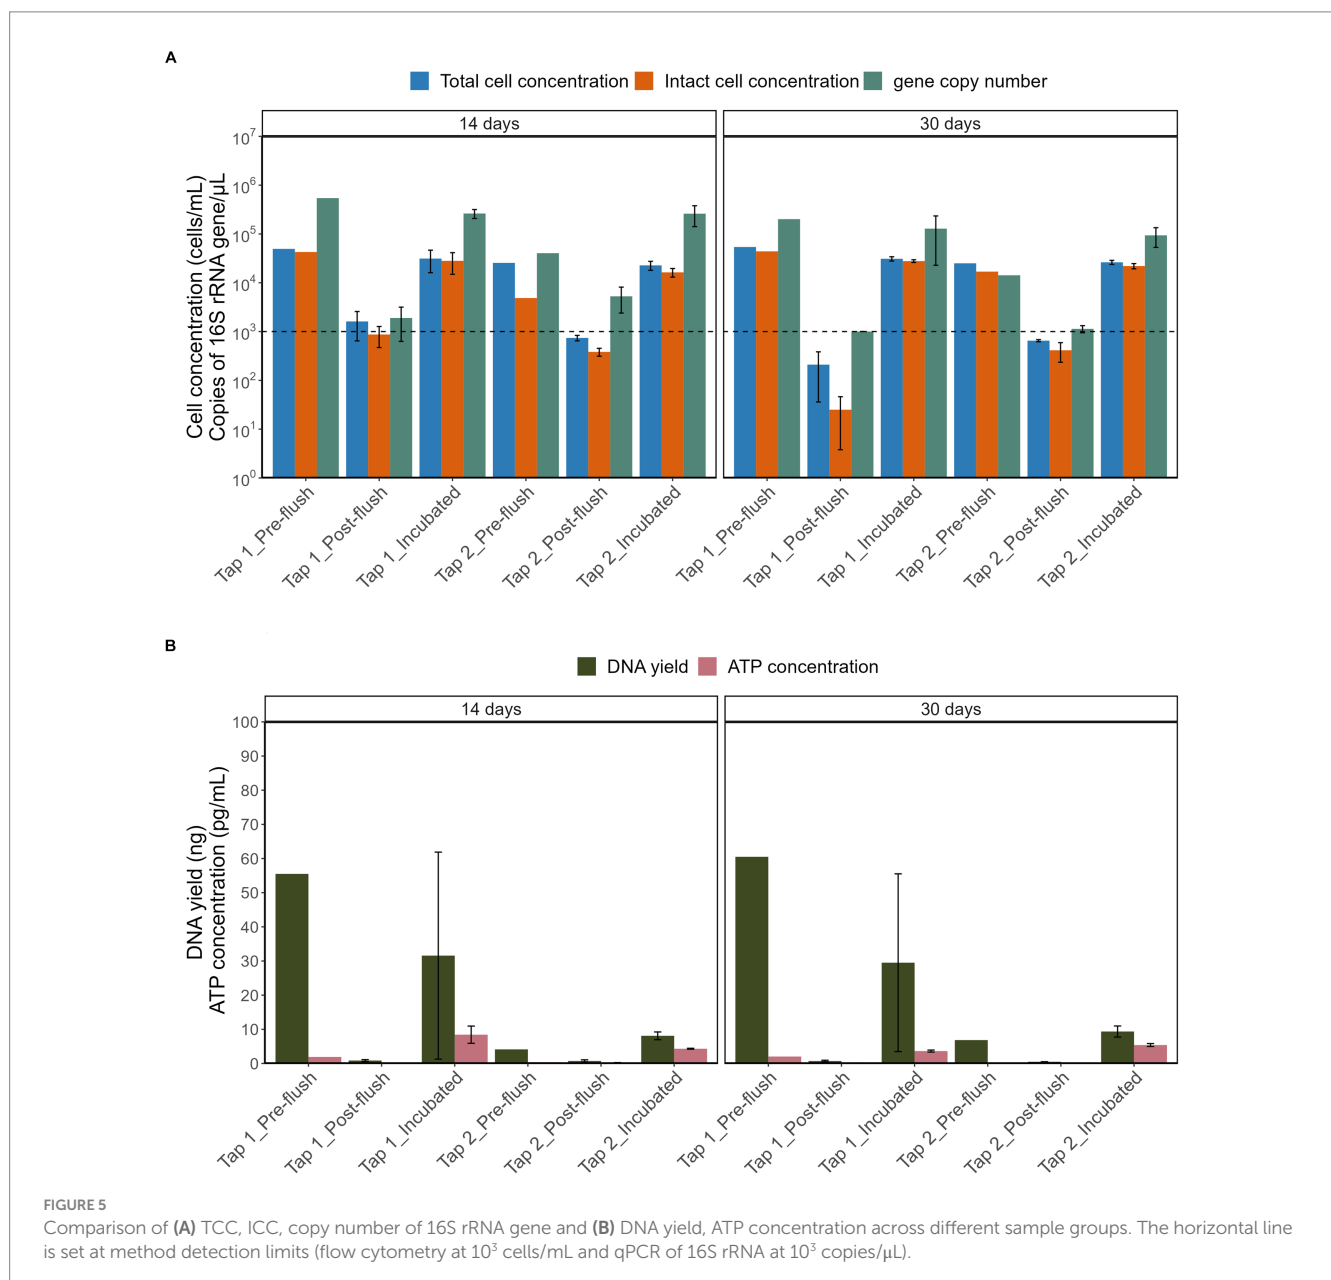 A
Total cell concentration Intact cell concentration gene copy number
14 days 30 days
Cell concentration (cells/mL)
Copies of 16S rRNA gene/µL
10⁷
10⁶
10⁵
10⁴
10³
10²
10¹
10⁰
Tap 1_Pre-flush
Tap 1_Post-flush
Tap 1_Incubated
Tap 2_Pre-flush
Tap 2_Post-flush
Tap 2_Incubated
Tap 1_Pre-flush
Tap 1_Post-flush
Tap 1_Incubated
Tap 2_Pre-flush
Tap 2_Post-flush
Tap 2_Incubated
B
DNA yield ATP concentration
14 days 30 days
DNA yield (ng)
ATP concentration (pg/mL)
100
90
80
70
60
50
40
30
20
10
0
Tap 1_Pre-flush
Tap 1_Post-flush
Tap 1_Incubated
Tap 2_Pre-flush
Tap 2_Post-flush
Tap 2_Incubated
Tap 1_Pre-flush
Tap 1_Post-flush
Tap 1_Incubated
Tap 2_Pre-flush
Tap 2_Post-flush
Tap 2_Incubated
FIGURE 5
Comparison of (A) TCC, ICC, copy number of 16S rRNA gene and (B) DNA yield, ATP concentration across different sample groups. The horizontal line
is set at method detection limits (flow cytometry at 10³ cells/mL and qPCR of 16S rRNA at 10³ copies/µL).